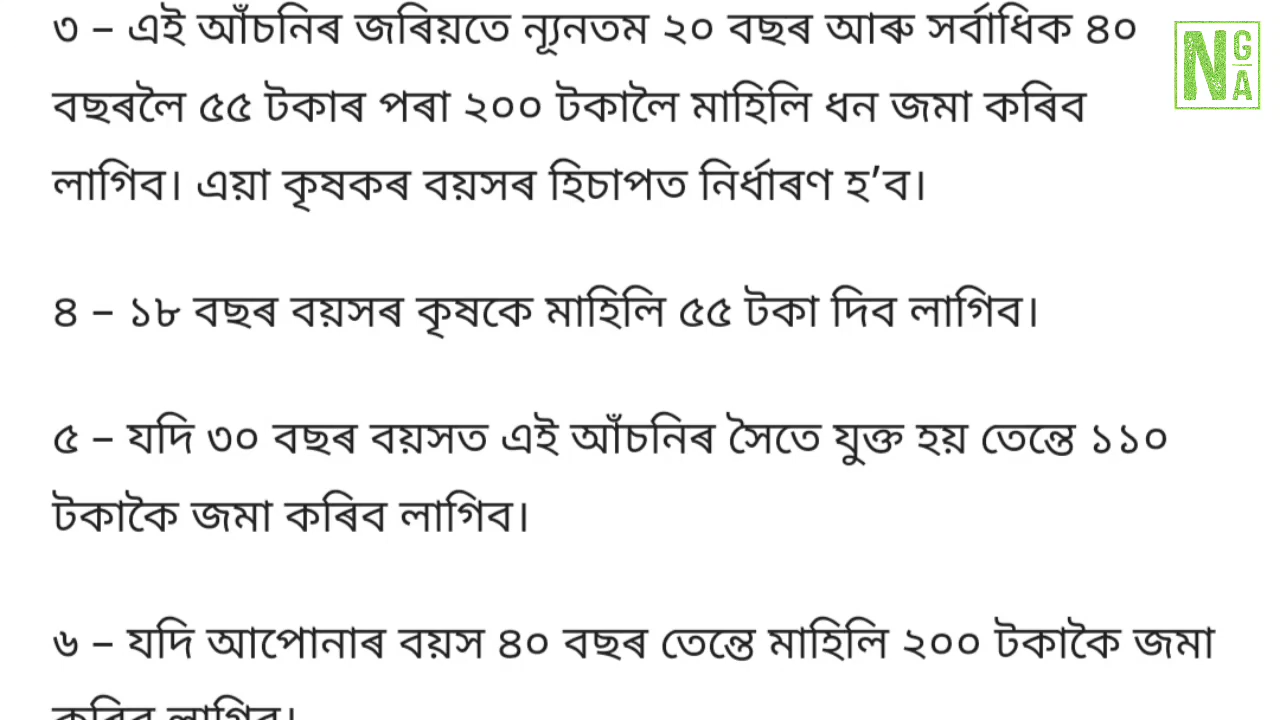 ৩ – এই আঁচনিৰ জৰিয়তে ন্যূনতম ২০ বছৰ আৰু সৰ্বাধিক ৪০
NGA
বছৰলৈ ৫৫ টকাৰ পৰা ২০০ টকালৈ মাহিলি ধন জমা কৰিব
লাগিব। এয়া কৃষকৰ বয়সৰ হিচাপত নিৰ্ধাৰণ হ’ব।
৪ – ১৮ বছৰ বয়সৰ কৃষকে মাহিলি ৫৫ টকা দিব লাগিব।
৫ – যদি ৩০ বছৰ বয়সত এই আঁচনিৰ সৈতে যুক্ত হয় তেন্তে ১১০
টকাকৈ জমা কৰিব লাগিব।
৬ – যদি আপোনাৰ বয়স ৪০ বছৰ তেন্তে মাহিলি ২০০ টকাকৈ জমা
কৰিব লাগিব।